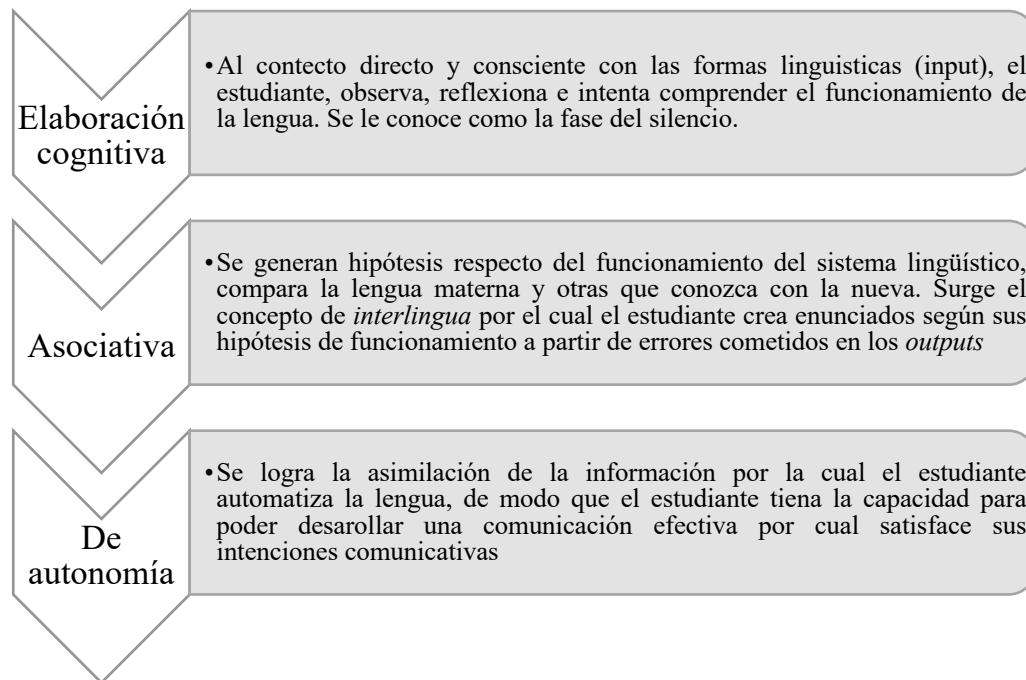 Elaboración
cognitiva
•Al contecto directo y consciente con las formas linguisticas (input), el
estudiante, observa, reflexiona e intenta comprender el funcionamiento de
la lengua. Se le conoce como la fase del silencio.
Asociativa
•Se generan hipótesis respecto del funcionamiento del sistema lingüístico,
compara la lengua materna y otras que conozca con la nueva. Surge el
concepto de interlingua por el cual el estudiante crea enunciados según sus
hipótesis de funcionamiento a partir de errores cometidos en los outputs
De
autonomía
•Se logra la asimilación de la información por la cual el estudiante
automatiza la lengua, de modo que el estudiante tiena la capacidad para
poder desarollar una comunicación efectiva por cual satisface sus
intenciones comunicativas